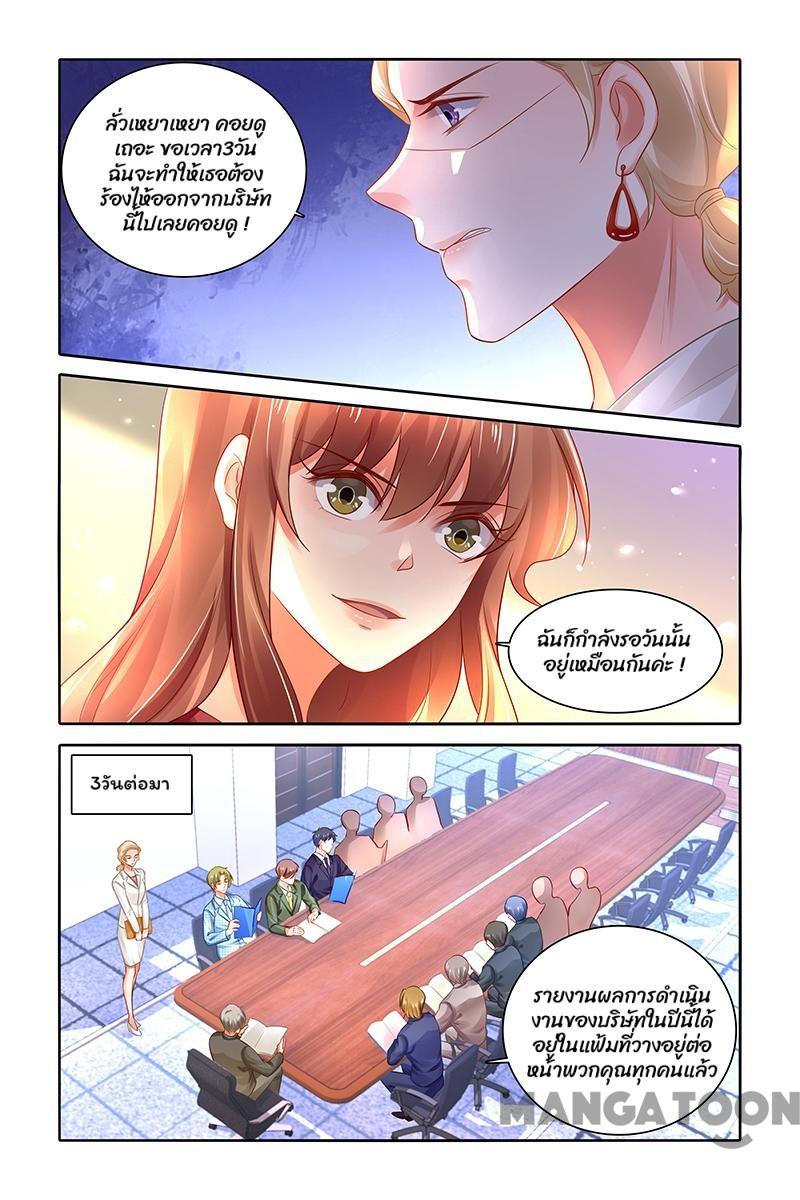 ลั่วเหยาเหยา คอยดู
เถอะ ขอเวลา3วัน
ฉันจะทำให้เธอต้อง
ร้องไห้ออกจากบริษัท
นี้ไปเลยคอยดู !
ฉันก็กำลังรอวันนั้น
อยู่เหมือนกันค่ะ !
3วันต่อมา
รายงานผลการดำเนิน
งานของบริษัทในปีนี้ได้
อยู่ในแฟ้มที่วางอยู่ต่อ
หน้าพวกคุณทุกคนแล้ว
MANGATOON